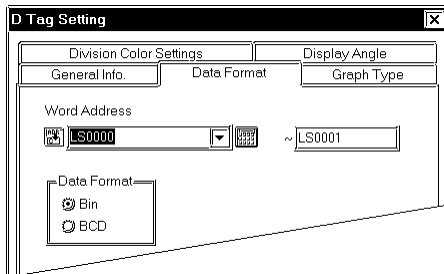 D Tag Setting
Division Color Settings
Display Angle
General Info.
Data Format
Graph Type
Word Address
LS0000
~ LS0001
Data Format
Bin
BCD